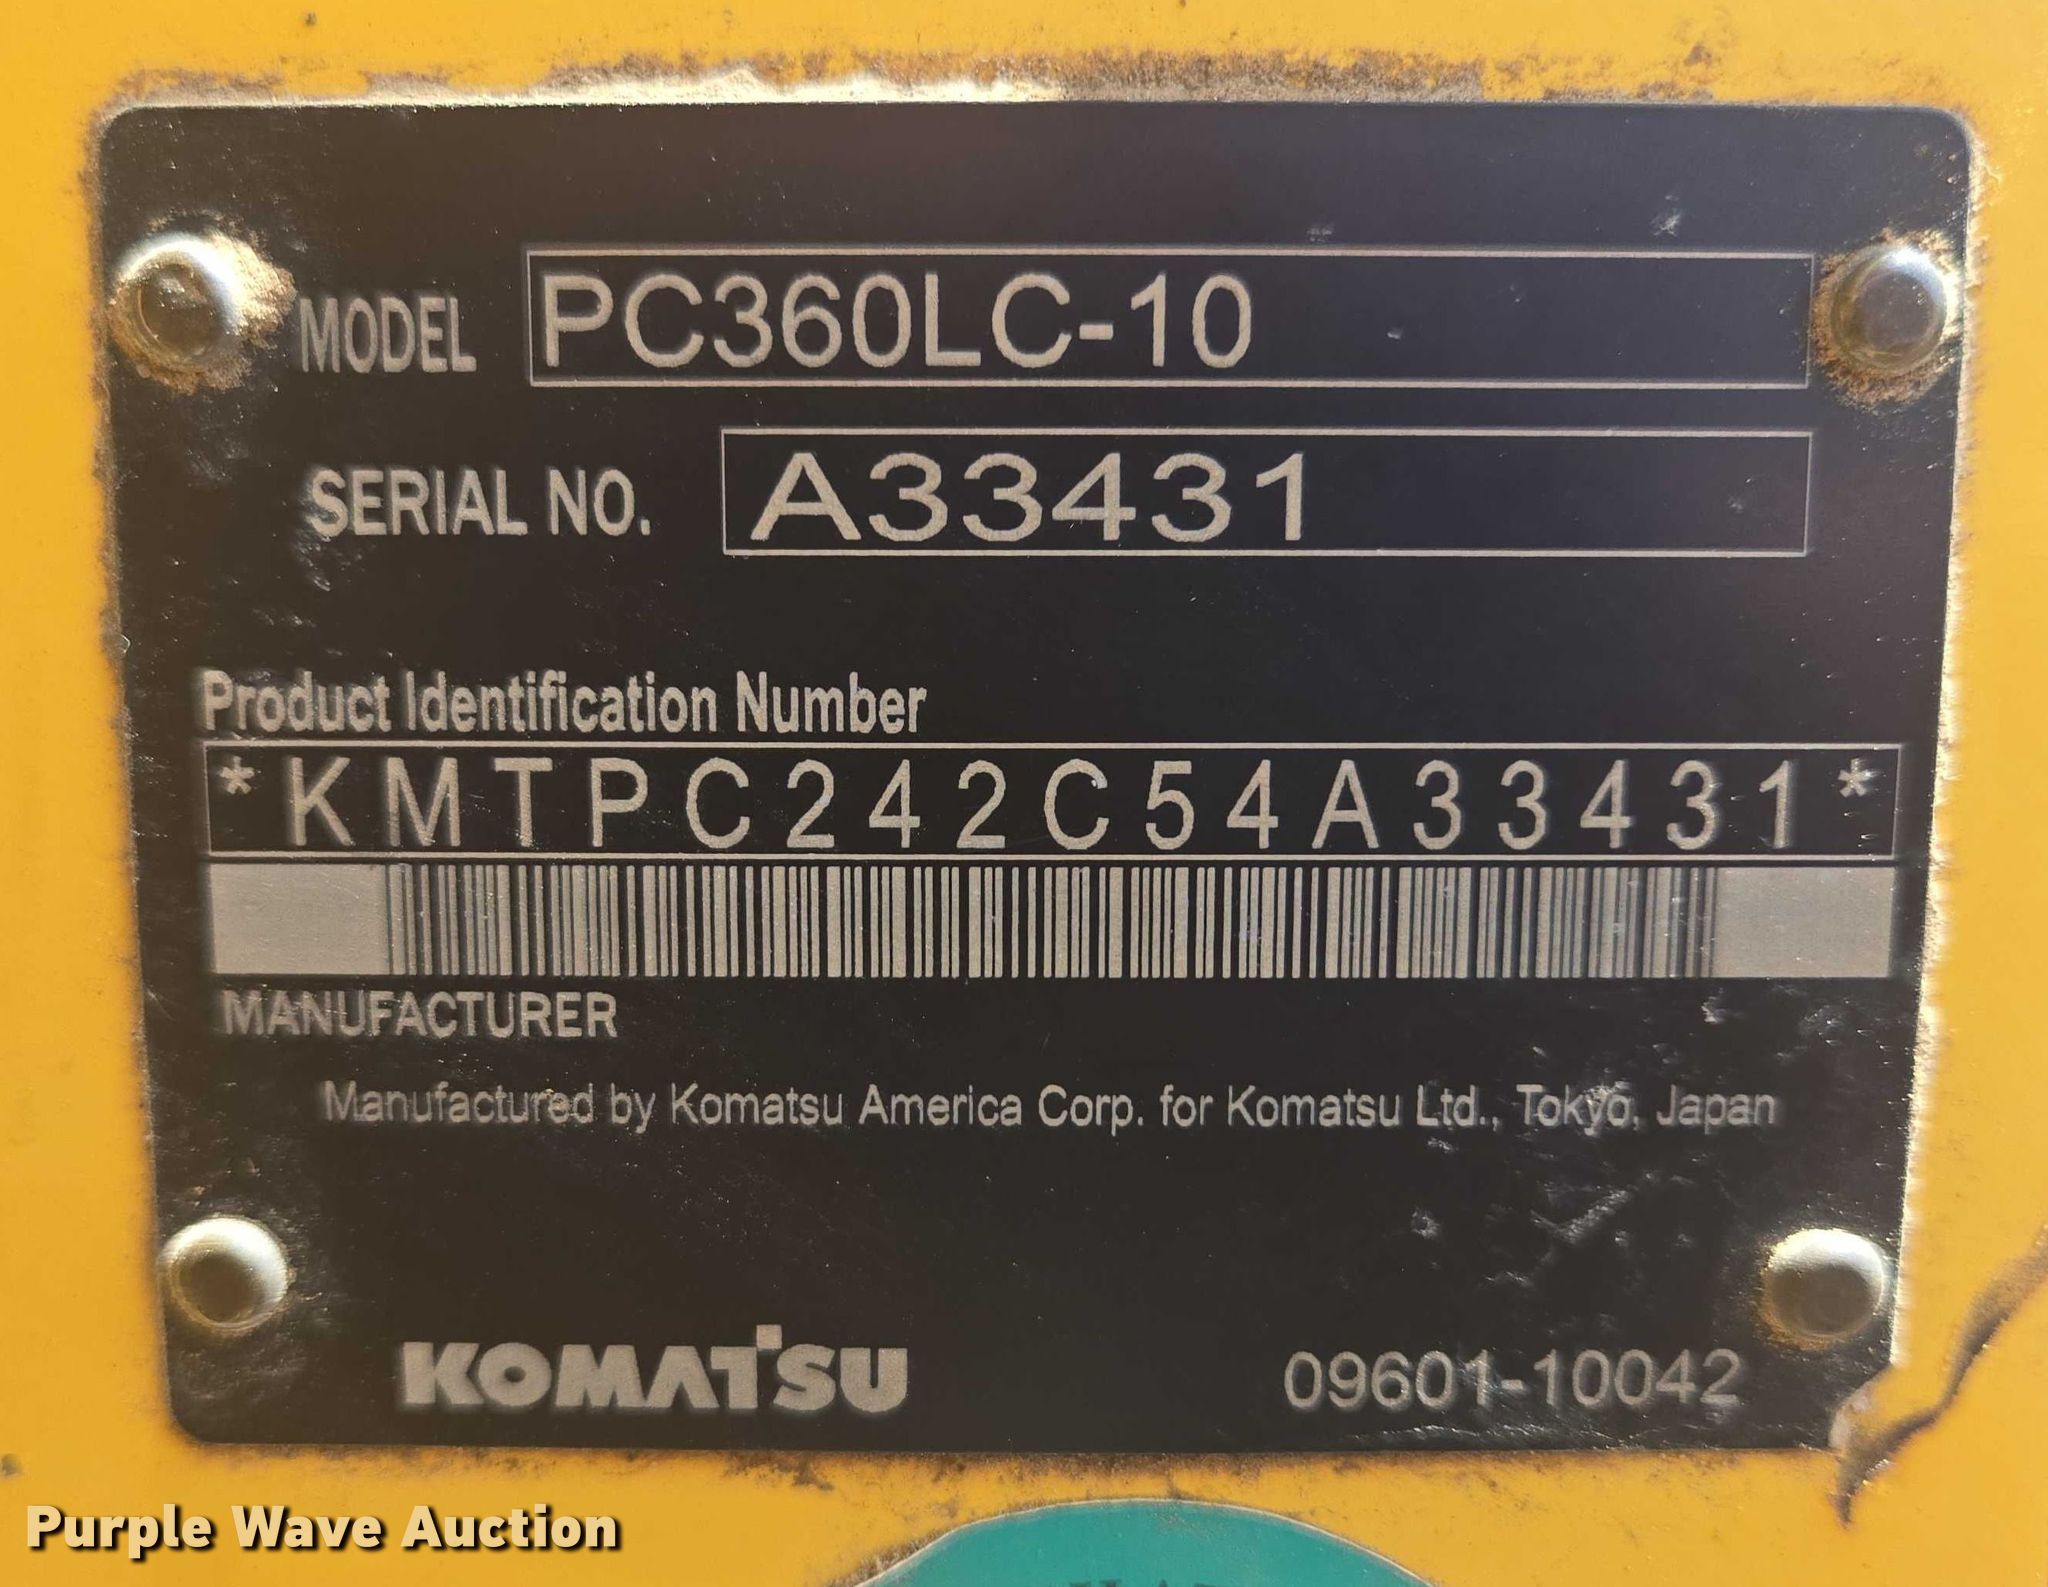 MODEL PC360LC-10
SERIAL NO. A33431
Product Identification Number
*KMTPC242C54A33431*
MANUFACTURER
Manufactured by Komatsu America Corp. for Komatsu Ltd., Tokyo, Japan
KOMATSU 09601-10042
Purple Wave Auction